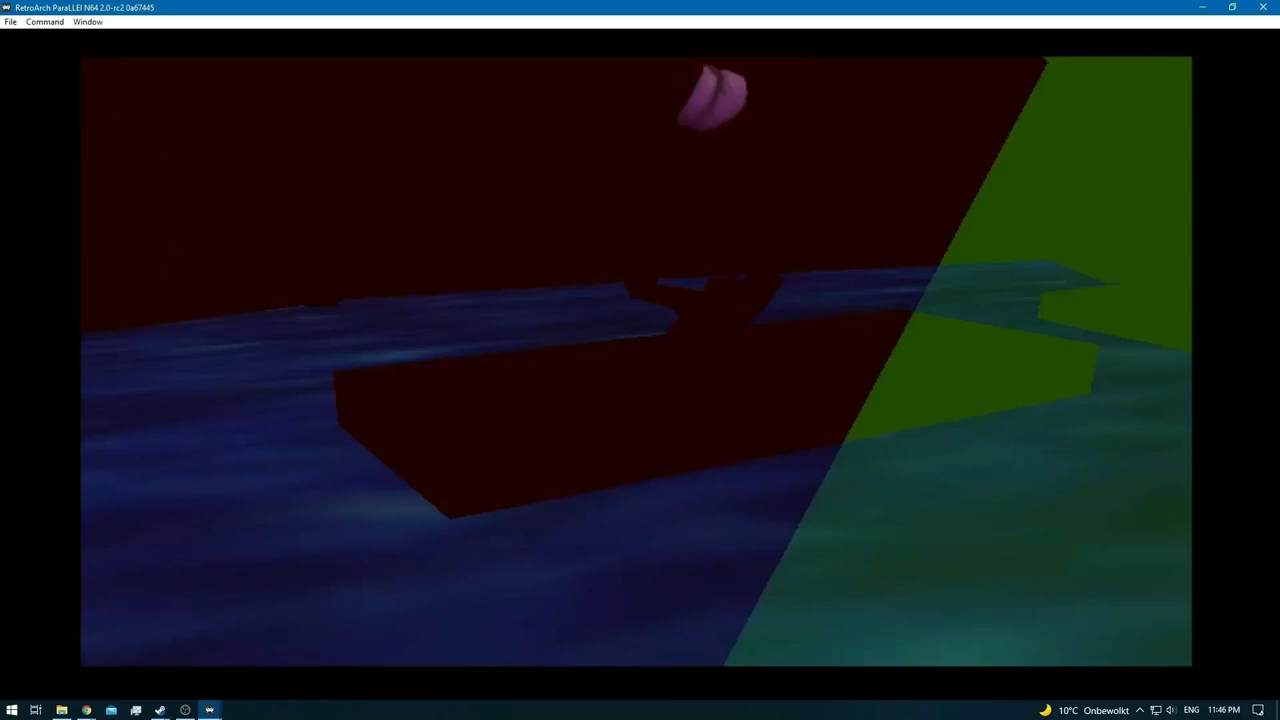 RetroArch ParaLLEl N64 2.0-rc2 0a67445
File Command Window
10°C Onbewolkt ENG 11:46 PM